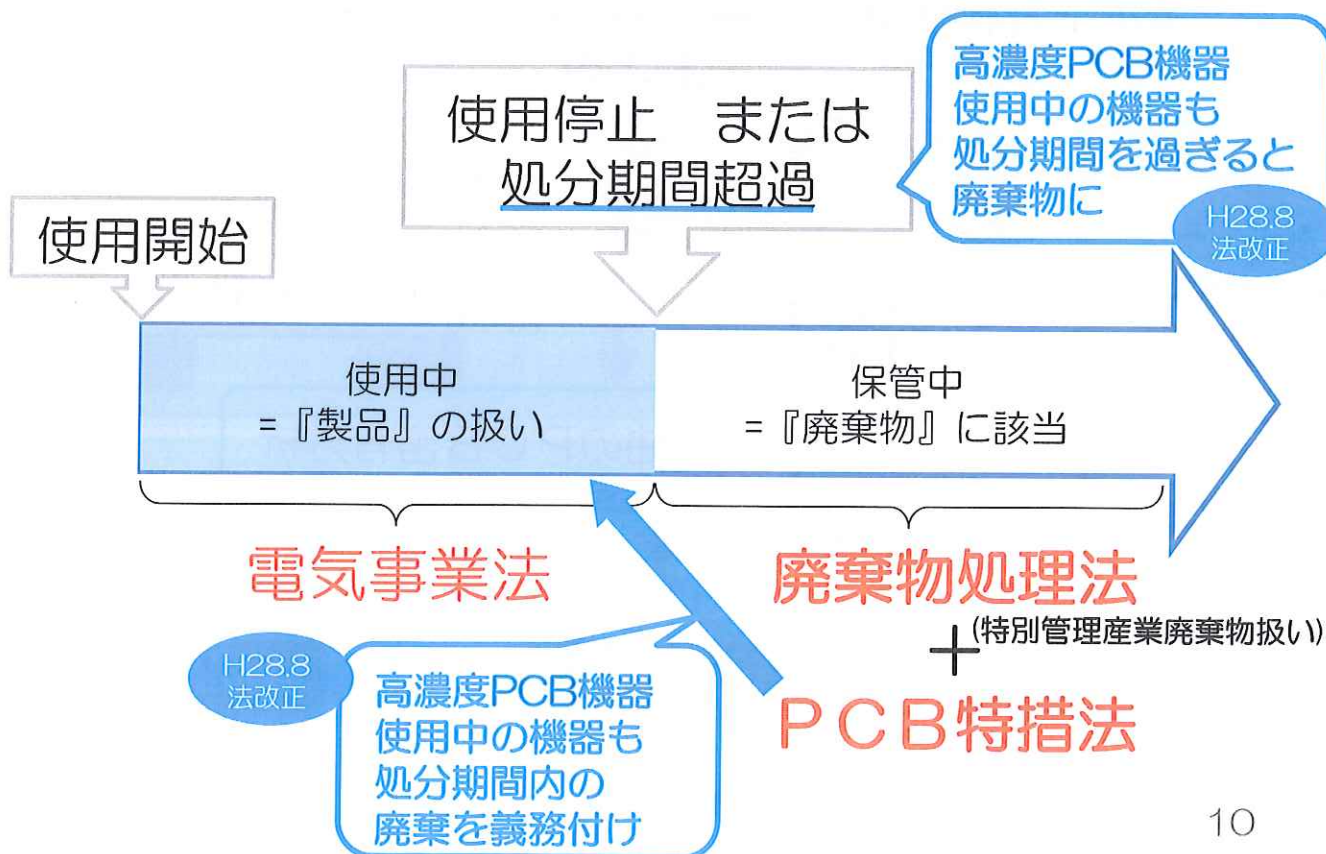 高濃度PCB機器
使用中の機器も
処分期間を過ぎると
廃棄物に
H28.8
法改正
使用停止　または
処分期間超過
使用開始
使用中
=『製品』の扱い
保管中
=『廃棄物』に該当
電気事業法
廃棄物処理法
+(特別管理産業廃棄物扱い)
PCB特措法
H28.8
法改正
高濃度PCB機器
使用中の機器も
処分期間内の
廃棄を義務付け
10